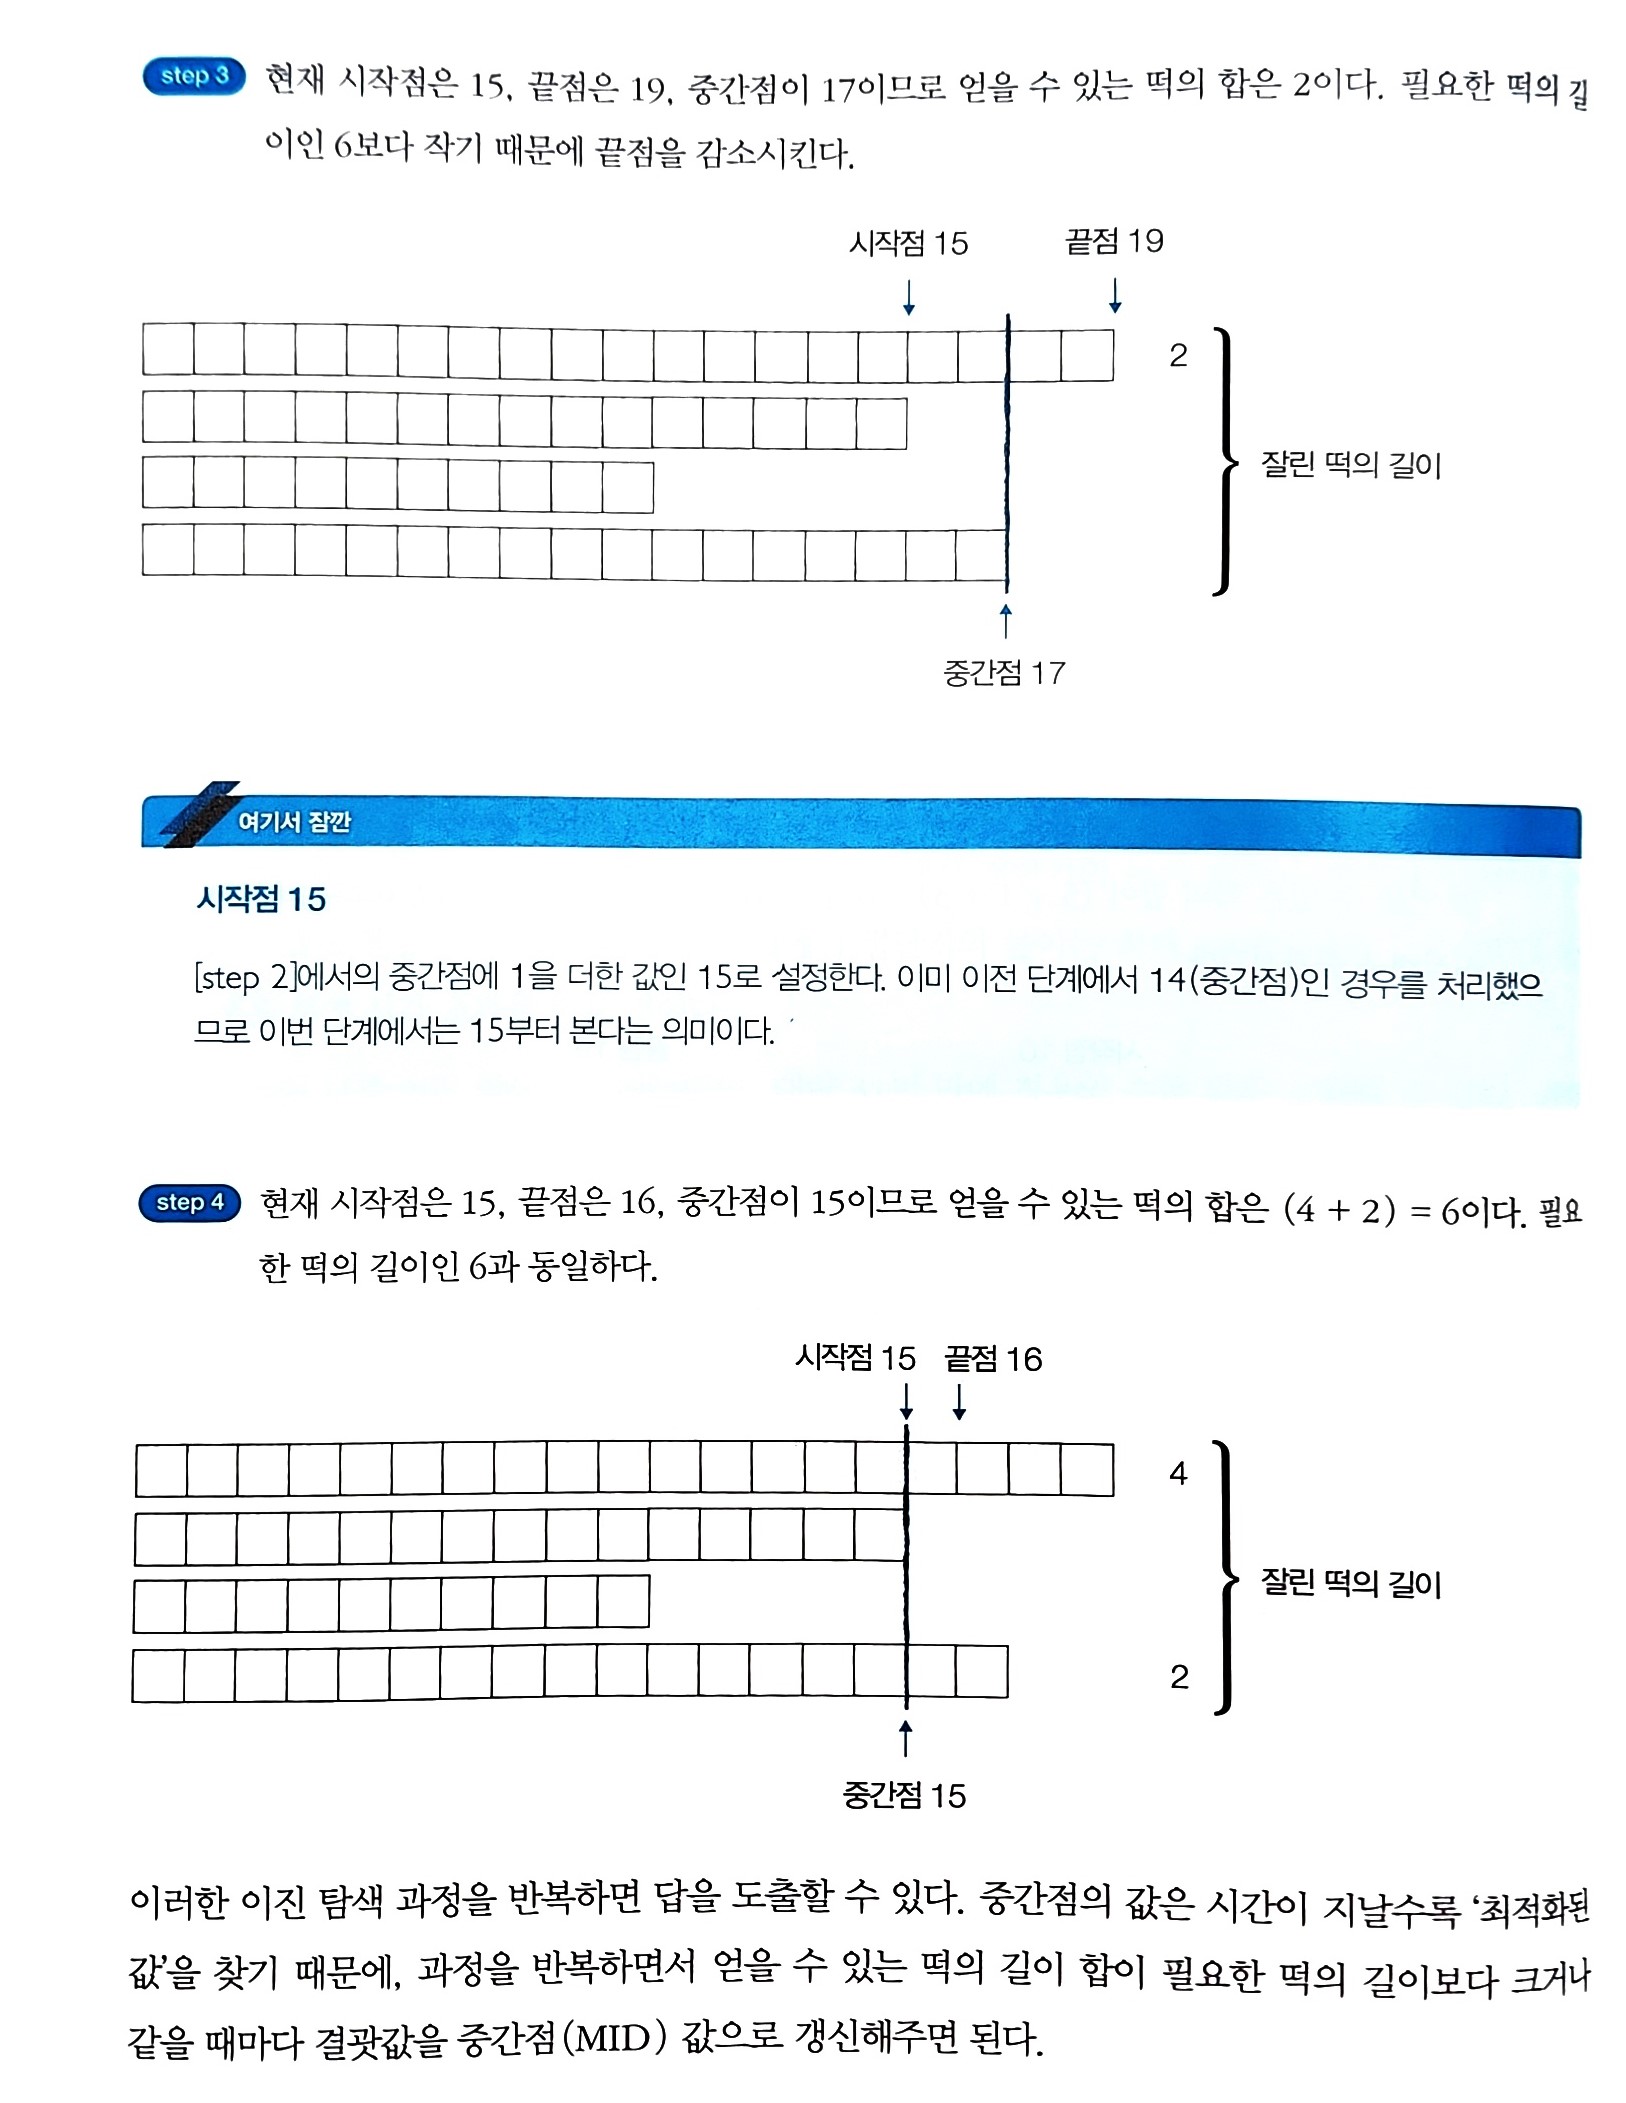 step 3 현재 시작점은 15, 끝점은 19, 중간점이 17이므로 얻을 수 있는 떡의 합은 2이다. 필요한 떡의 길
이인 6보다 작기 때문에 끝점을 감소시킨다.
시작점 15 끝점 19
2
잘린 떡의 길이
중간점 17
여기서 잠깐
시작점 15
[step 2]에서의 중간점에 1을 더한 값인 15로 설정한다. 이미 이전 단계에서 14(중간점)인 경우를 처리했으
므로 이번 단계에서는 15부터 본다는 의미이다.
step 4 현재 시작점은 15, 끝점은 16, 중간점이 15이므로 얻을 수 있는 떡의 합은 (4 + 2) = 6이다. 필요
한 떡의 길이인 6과 동일하다.
시작점 15 끝점 16
4
잘린 떡의 길이
2
중간점 15
이러한 이진 탐색 과정을 반복하면 답을 도출할 수 있다. 중간점의 값은 시간이 지날수록 ‘최적화된
값’을 찾기 때문에, 과정을 반복하면서 얻을 수 있는 떡의 길이 합이 필요한 떡의 길이보다 크거나
같을 때마다 결괏값을 중간점(MID) 값으로 갱신해주면 된다.